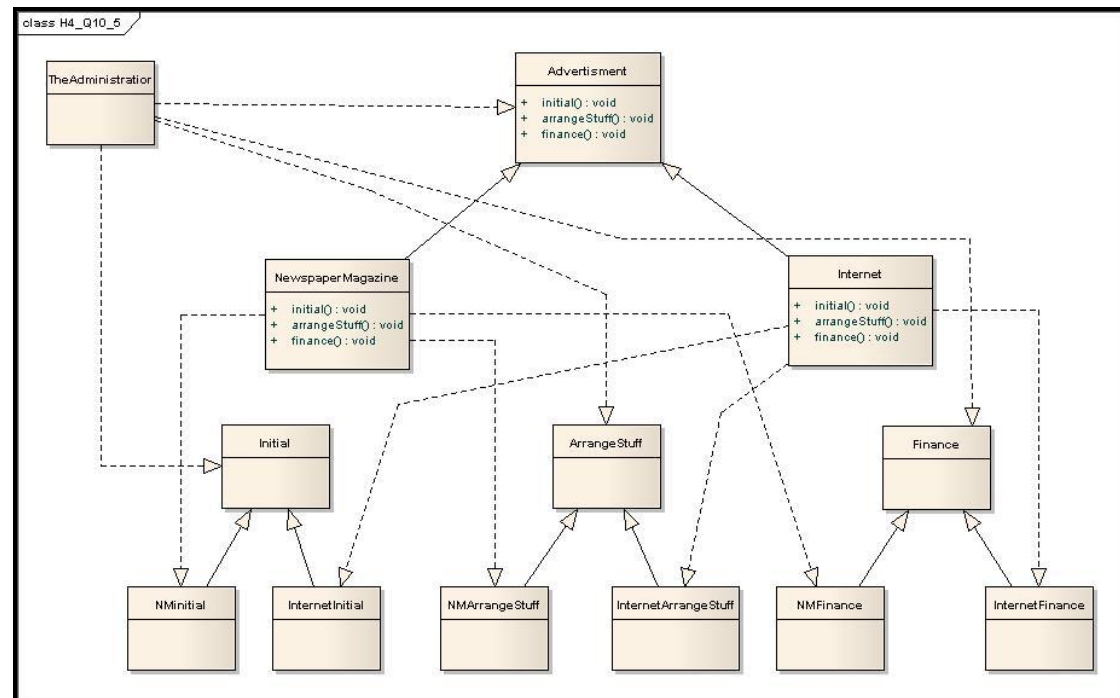 class H4_Q10_5
TheAdministratior
Advertisment
+ initial() : void
+ arrangeStuff() : void
+ finance() : void
NewspaperMagazine
+ initial() : void
+ arrangeStuff() : void
+ finance() : void
Internet
+ initial() : void
+ arrangeStuff() : void
+ finance() : void
Initial
ArrangeStuff
Finance
NMinitial
InternetInitial
NMArrangeStuff
InternetArrangeStuff
NMFinance
InternetFinance